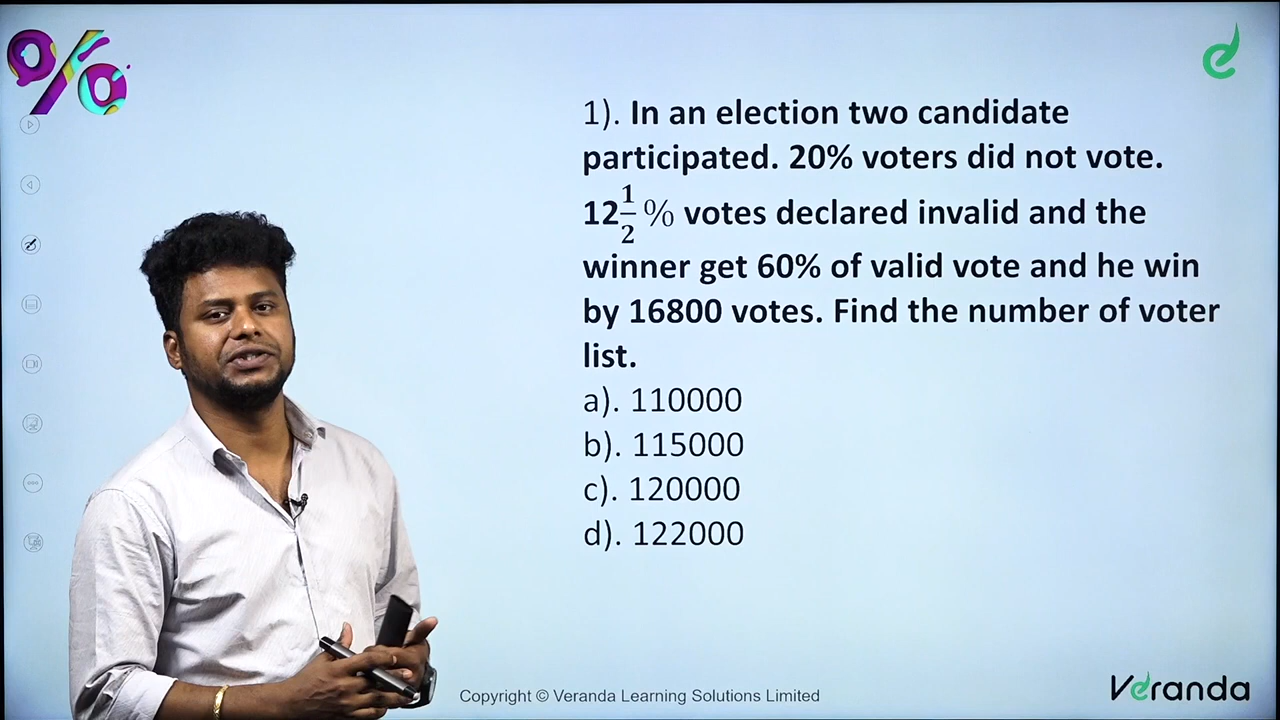 1). In an election two candidate
participated. 20% voters did not vote.
12 1/2 % votes declared invalid and the
winner get 60% of valid vote and he win
by 16800 votes. Find the number of voter
list.
a). 110000
b). 115000
c). 120000
d). 122000
Copyright © Veranda Learning Solutions Limited
Veranda